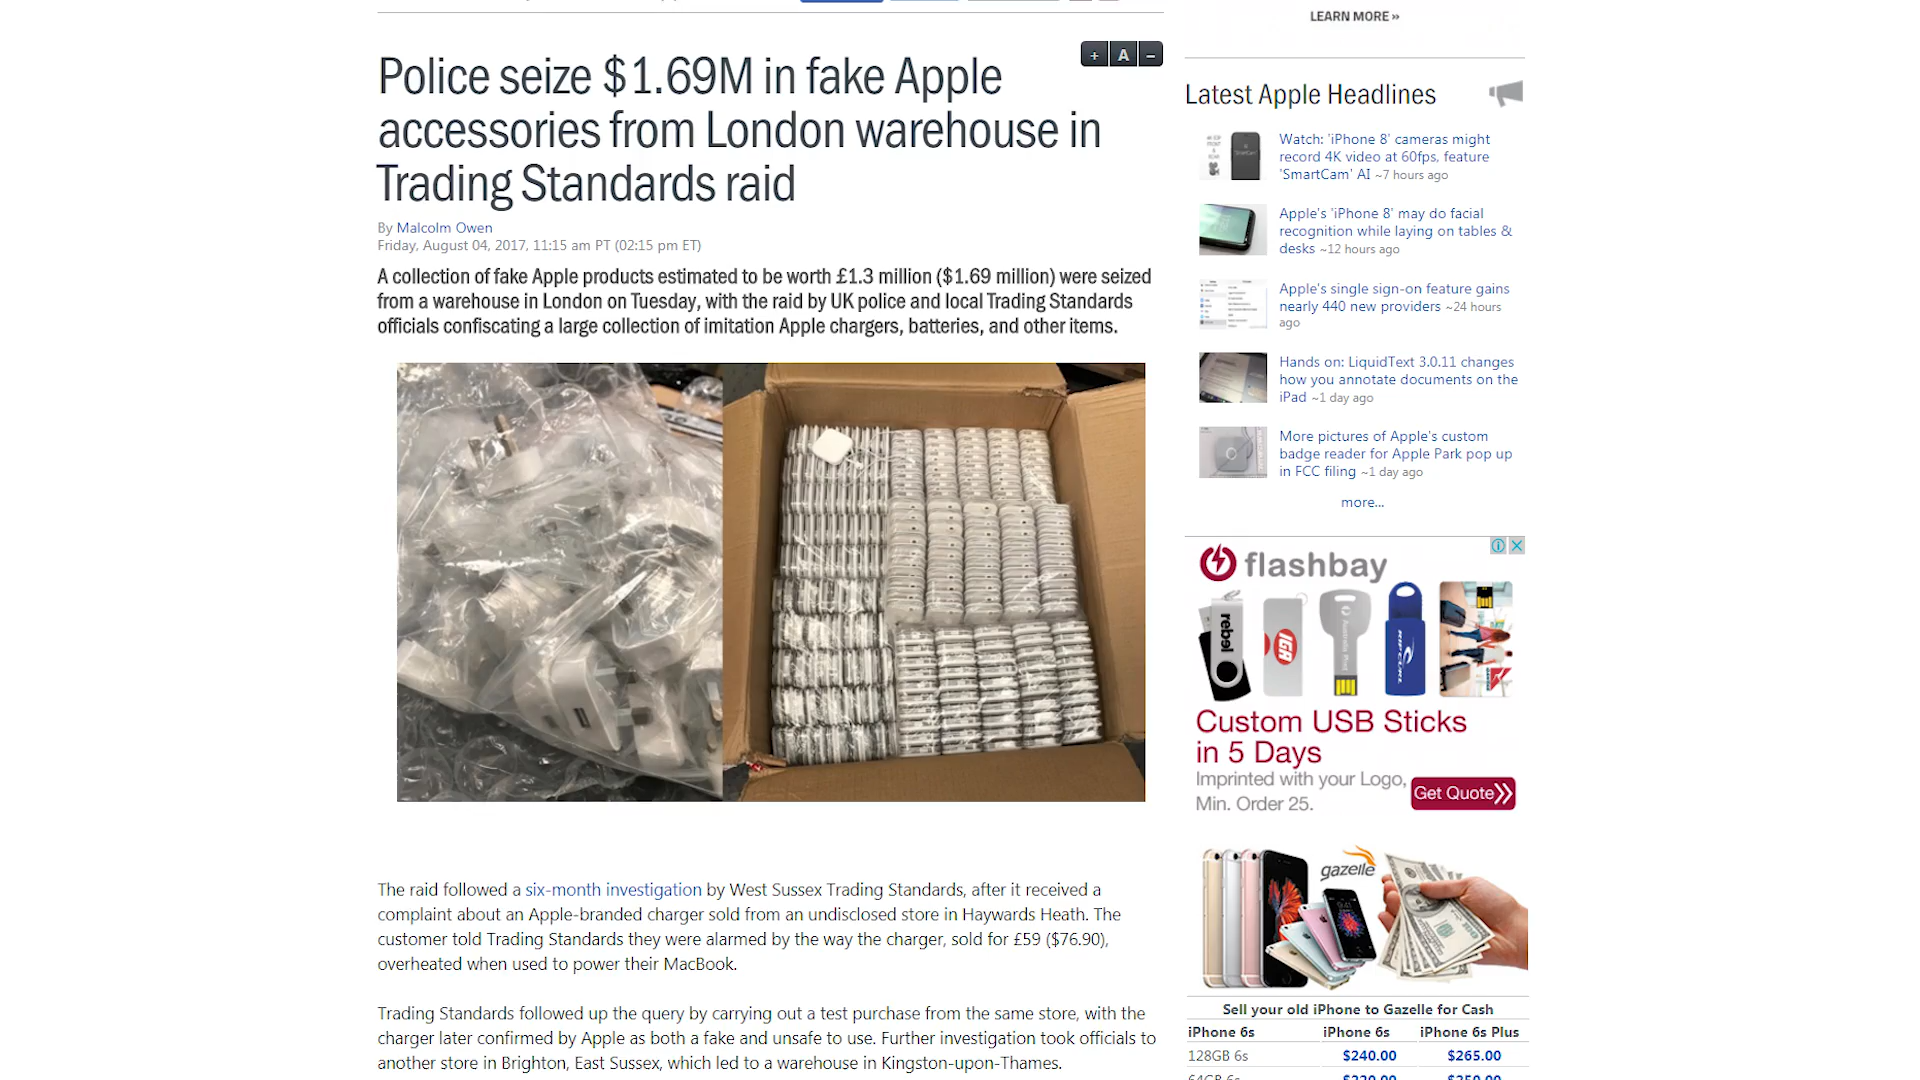 LEARN MORE »
+ A –
Police seize $1.69M in fake Apple
accessories from London warehouse in
Trading Standards raid
By Malcolm Owen
Friday, August 04, 2017, 11:15 am PT (02:15 pm ET)
A collection of fake Apple products estimated to be worth £1.3 million ($1.69 million) were seized
from a warehouse in London on Tuesday, with the raid by UK police and local Trading Standards
officials confiscating a large collection of imitation Apple chargers, batteries, and other items.
The raid followed a six-month investigation by West Sussex Trading Standards, after it received a
complaint about an Apple-branded charger sold from an undisclosed store in Haywards Heath. The
customer told Trading Standards they were alarmed by the way the charger, sold for £59 ($76.90),
overheated when used to power their MacBook.
Trading Standards followed up the query by carrying out a test purchase from the same store, with the
charger later confirmed by Apple as both a fake and unsafe to use. Further investigation took officials to
another store in Brighton, East Sussex, which led to a warehouse in Kingston-upon-Thames.
Latest Apple Headlines
Watch: 'iPhone 8' cameras might
record 4K video at 60fps, feature
'SmartCam' AI ~7 hours ago
Apple's 'iPhone 8' may do facial
recognition while laying on tables &
desks ~12 hours ago
Apple's single sign-on feature gains
nearly 440 new providers ~24 hours
ago
Hands on: LiquidText 3.0.11 changes
how you annotate documents on the
iPad ~1 day ago
More pictures of Apple's custom
badge reader for Apple Park pop up
in FCC filing ~1 day ago
more...
flashbay
rebel
IGA
Australia Post
RIP CURL
Custom USB Sticks
in 5 Days
Imprinted with your Logo,
Min. Order 25.
Get Quote
gazelle
Sell your old iPhone to Gazelle for Cash
iPhone 6s iPhone 6s iPhone 6s Plus
128GB 6s $240.00 $265.00
64GB 6s $220.00 $250.00